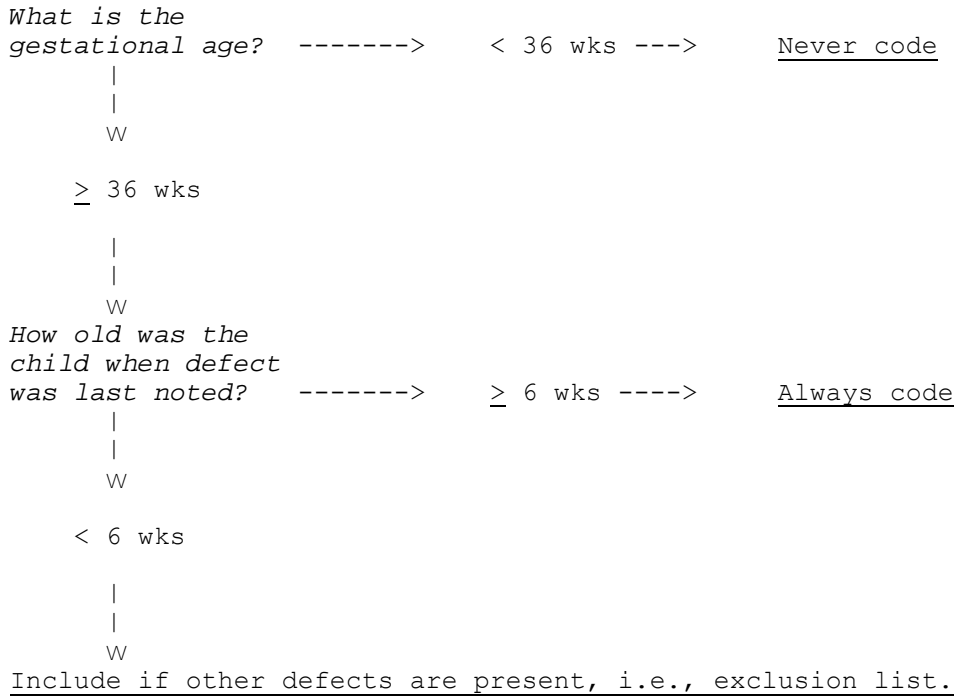 What is the
gestational age? -------> < 36 wks ---> Never code
|
|
W
≥ 36 wks
|
|
W
How old was the
child when defect
was last noted? -------> ≥ 6 wks ----> Always code
|
|
W
< 6 wks
|
|
W
Include if other defects are present, i.e., exclusion list.